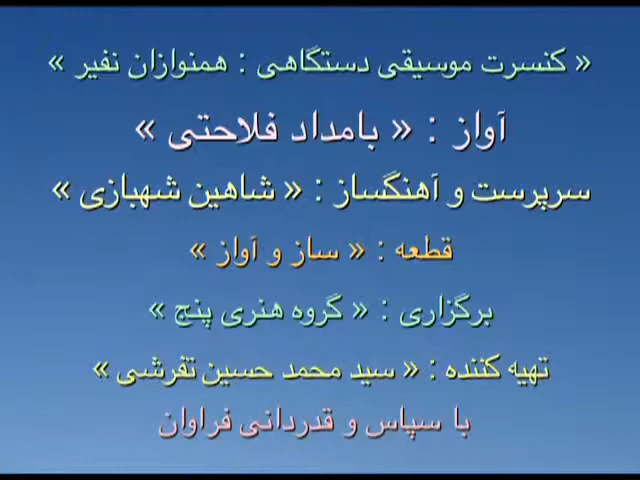 « کنسرت موسیقی دستگاهی : همنوازان نفیر »
آواز : « بامداد فلاحتی »
سرپرست و آهنگساز : « شاهین شهبازی »
قطعه : « ساز و آواز »
برگزاری : « گروه هنری پنج »
تهیه کننده : « سید محمد حسین تفرشی »
با سپاس و قدردانی فراوان